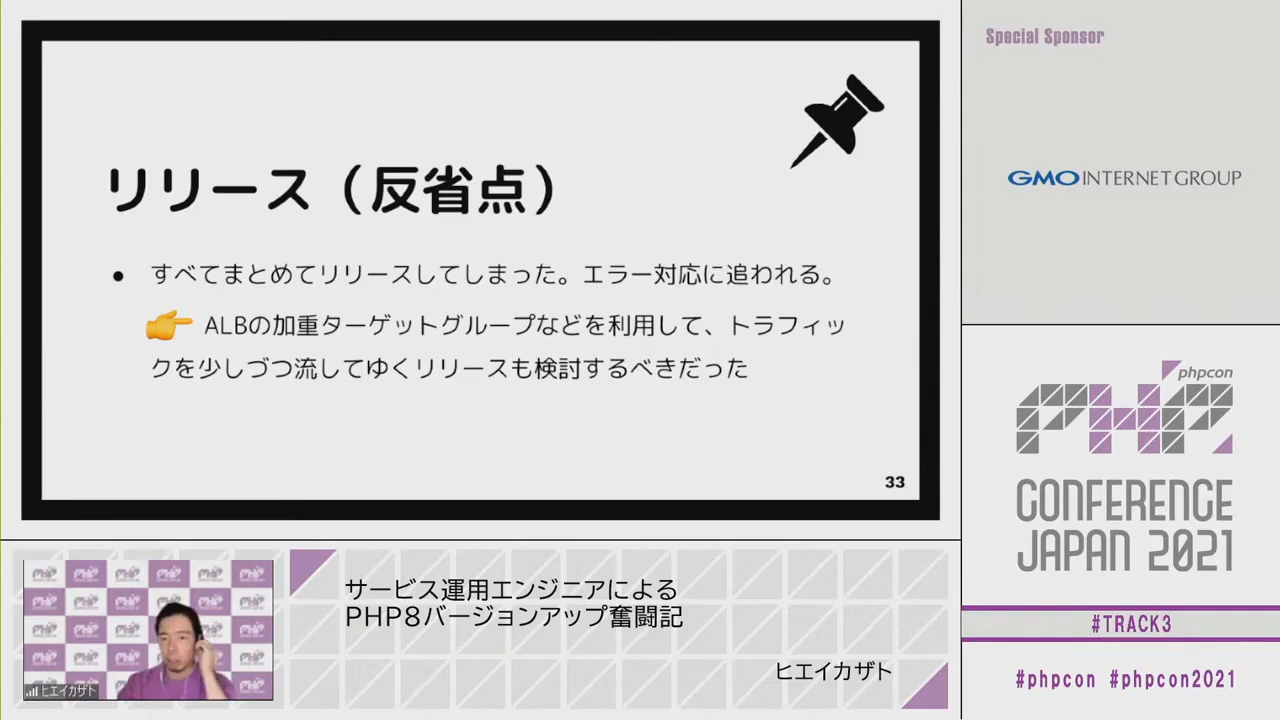 リリース（反省点）
● すべてまとめてリリースしてしまった。エラー対応に追われる。
👉 ALBの加重ターゲットグループなどを利用して、トラフィッ
クを少しづつ流してゆくリリースも検討するべきだった
33
サービス運用エンジニアによる
PHP8バージョンアップ奮闘記
ヒエイカザト
ヒエイカザト
Special Sponsor
GMO INTERNET GROUP
phpcon
PHP
CONFERENCE
JAPAN 2021
#TRACK3
#phpcon #phpcon2021